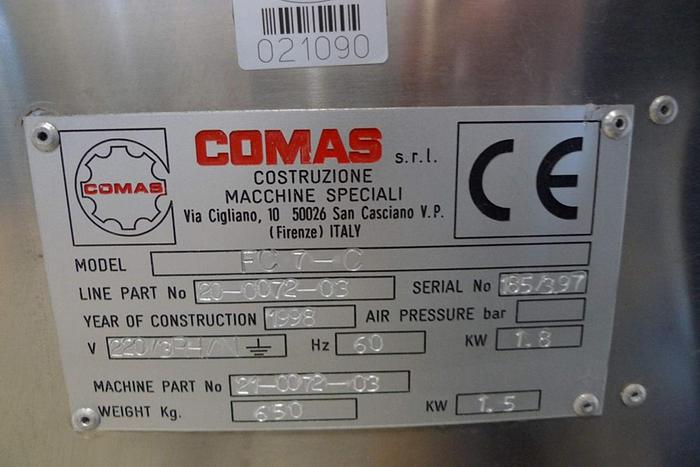 021090
COMAS s.r.l.
COMAS
COSTRUZIONE
MACCHINE SPECIALI
Via Cigliano, 10 50026 San Casciano V.P.
(Firenze) ITALY
CE
MODEL FC 7-C
LINE PART No 20-0072-03 SERIAL No 185/3.97
YEAR OF CONSTRUCTION 1998 AIR PRESSURE bar
V 220/3PH/N Hz 60 KW 1.8
MACHINE PART No 21-0072-03
WEIGHT Kg. 650 KW 1.5